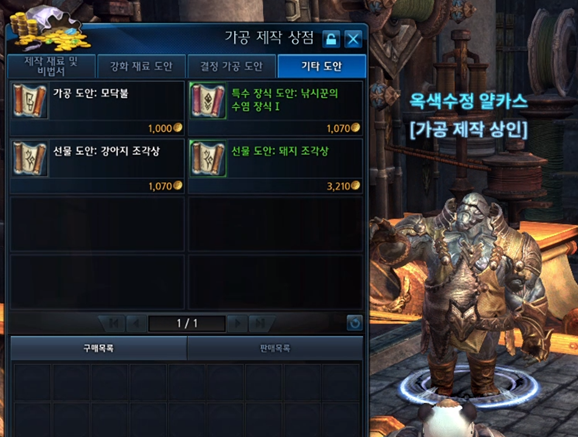 가공 제작 상점
제작 재료 및
비법서
강화 재료 도안
결정 가공 도안
기타 도안
가공 도안: 모닥불
1,000
특수 장식 도안: 낚시꾼의
수염 장식 I
1,070
선물 도안: 강아지 조각상
1,070
선물 도안: 돼지 조각상
3,210
1 / 1
구매목록
판매목록
옥색수정 얄카스
[가공 제작 상인]